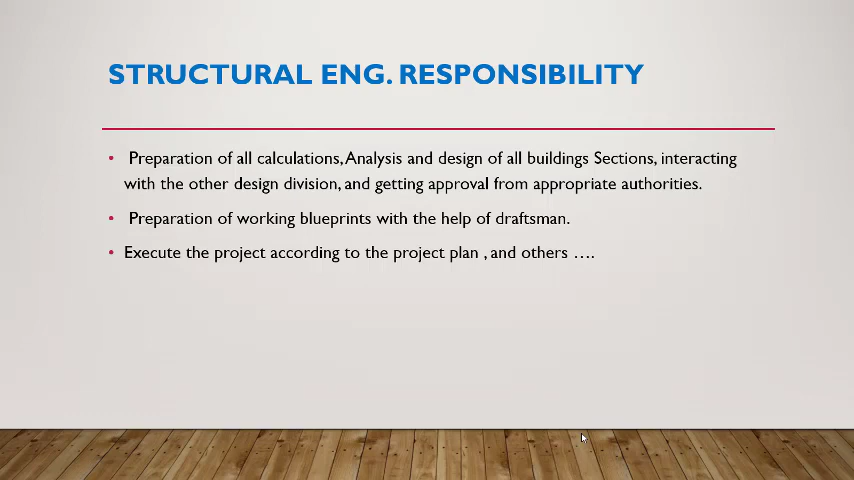 STRUCTURAL ENG. RESPONSIBILITY
• Preparation of all calculations, Analysis and design of all buildings Sections, interacting
with the other design division, and getting approval from appropriate authorities.
• Preparation of working blueprints with the help of draftsman.
• Execute the project according to the project plan , and others ….